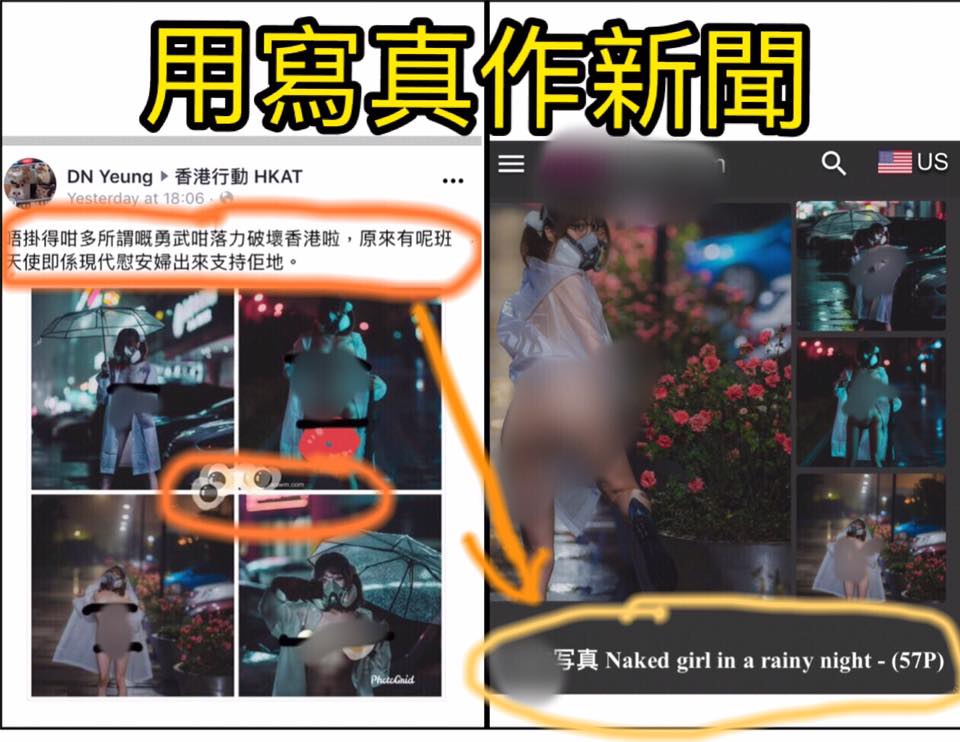 用寫真作新聞
DN Yeung ▸ 香港行動 HKAT
Yesterday at 18:06 ·
唔掛得咁多所謂嘅勇武咁落力破壞香港啦，原來有呢班
天使即係現代慰安婦出來支持佢地。
PhotoGrid
US
写真 Naked girl in a rainy night - (57P)